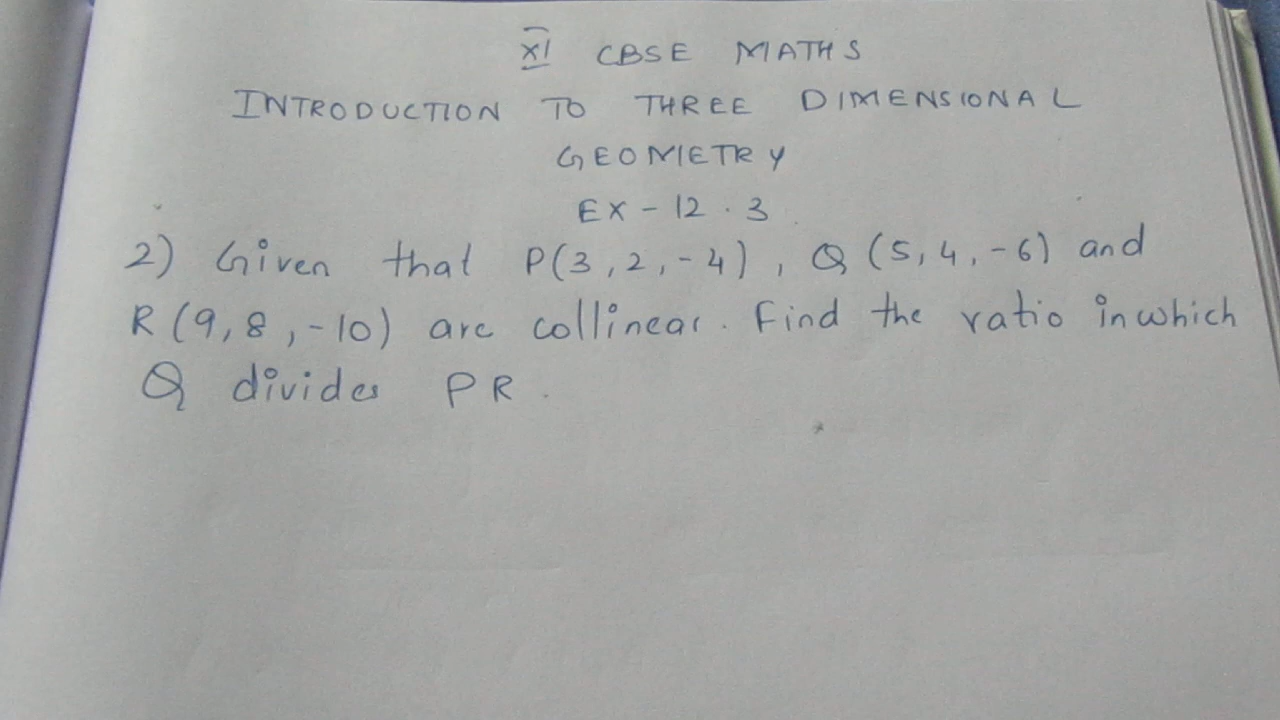 XI CBSE MATHS
INTRODUCTION TO THREE DIMENSIONAL
GEOMETRY
EX - 12.3
2) Given that P(3,2,-4), Q (5,4,-6) and
R (9,8,-10) are collinear. Find the ratio in which
Q divides PR.